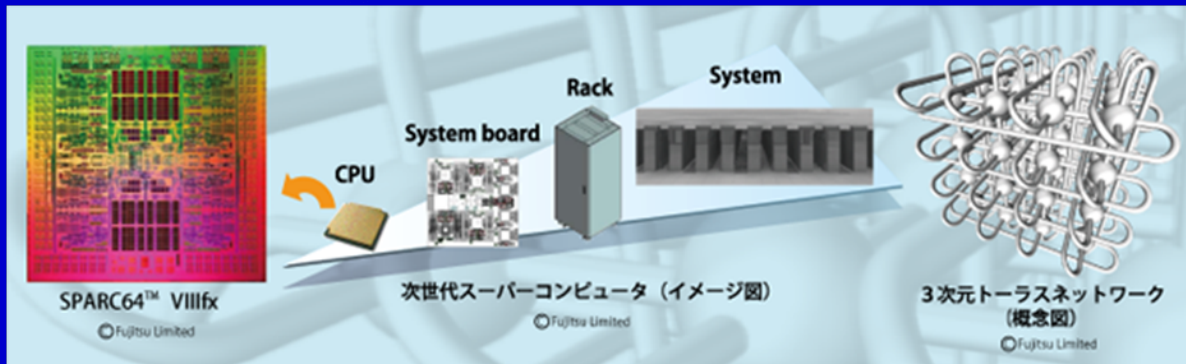 SPARC64™ VIIIfx
©Fujitsu Limited
CPU
System board
Rack
System
次世代スーパーコンピュータ（イメージ図）
©Fujitsu Limited
3次元トーラスネットワーク
（概念図）
©Fujitsu Limited